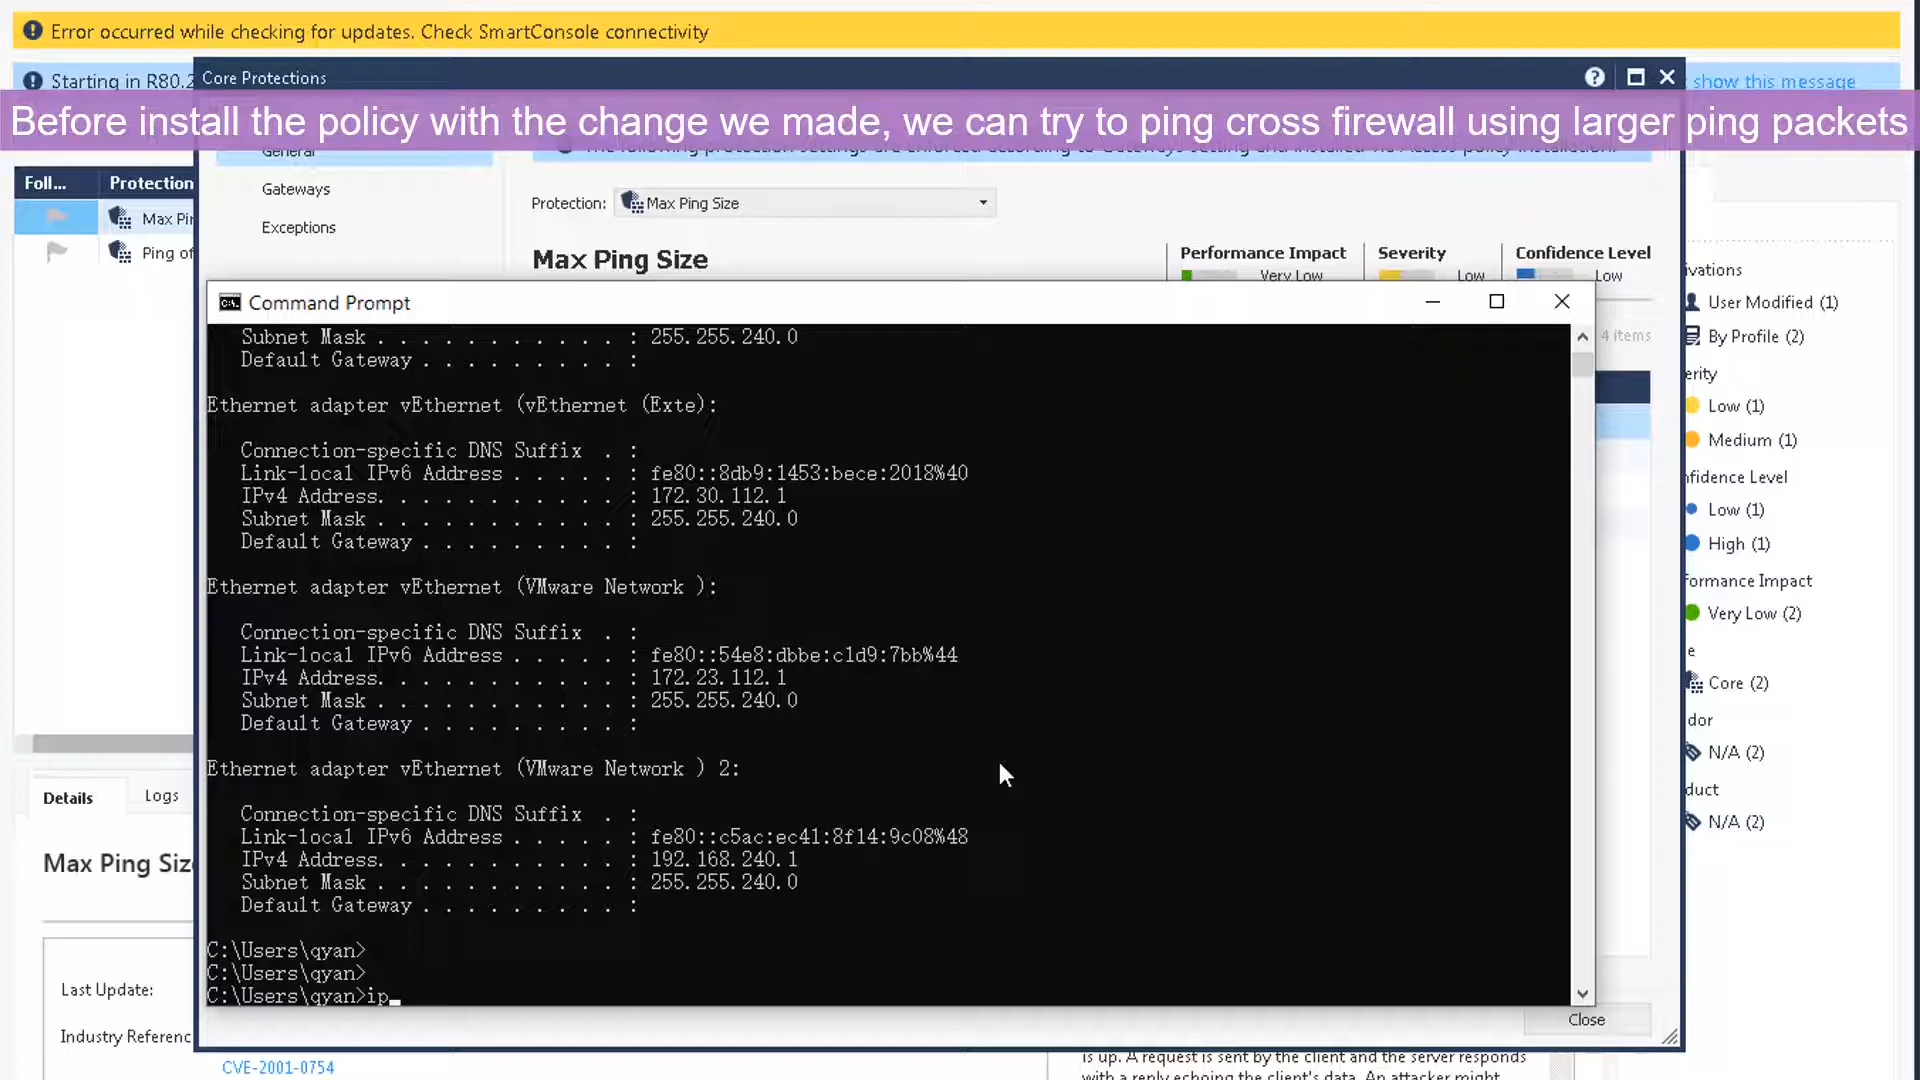 Error occurred while checking for updates. Check SmartConsole connectivity
Starting in R80.2
Core Protections
show this message
Before install the policy with the change we made, we can try to ping cross firewall using larger ping packets
General
Foll...
Protection
Gateways
Protection:
Max Ping Size
Max Pin
Exceptions
Ping of
Max Ping Size
Performance Impact
Very Low
Severity
Low
Confidence Level
Low
Command Prompt
4 items
Subnet Mask . . . . . . . . . . . : 255.255.240.0
Default Gateway . . . . . . . . . :
Ethernet adapter vEthernet (vEthernet (Exte):
Connection-specific DNS Suffix  . :
Link-local IPv6 Address . . . . . : fe80::8db9:1453:bece:2018%40
IPv4 Address. . . . . . . . . . . : 172.30.112.1
Subnet Mask . . . . . . . . . . . : 255.255.240.0
Default Gateway . . . . . . . . . :
Ethernet adapter vEthernet (VMware Network ):
Connection-specific DNS Suffix  . :
Link-local IPv6 Address . . . . . : fe80::54e8:dbbe:c1d9:7bb%44
IPv4 Address. . . . . . . . . . . : 172.23.112.1
Subnet Mask . . . . . . . . . . . : 255.255.240.0
Default Gateway . . . . . . . . . :
Ethernet adapter vEthernet (VMware Network ) 2:
Connection-specific DNS Suffix  . :
Link-local IPv6 Address . . . . . : fe80::c5ac:ec41:8f14:9c08%48
IPv4 Address. . . . . . . . . . . : 192.168.240.1
Subnet Mask . . . . . . . . . . . : 255.255.240.0
Default Gateway . . . . . . . . . :
C:\Users\qyan>
C:\Users\qyan>
C:\Users\qyan>ip
ivations
User Modified (1)
By Profile (2)
erity
Low (1)
Medium (1)
nfidence Level
Low (1)
High (1)
formance Impact
Very Low (2)
e
Core (2)
dor
N/A (2)
duct
N/A (2)
Details
Logs
Max Ping Size
Last Update:
Industry Referenc
CVE-2001-0754
Close
is up. A request is sent by the client and the server responds
with a reply echoing the client's data. An attacker might